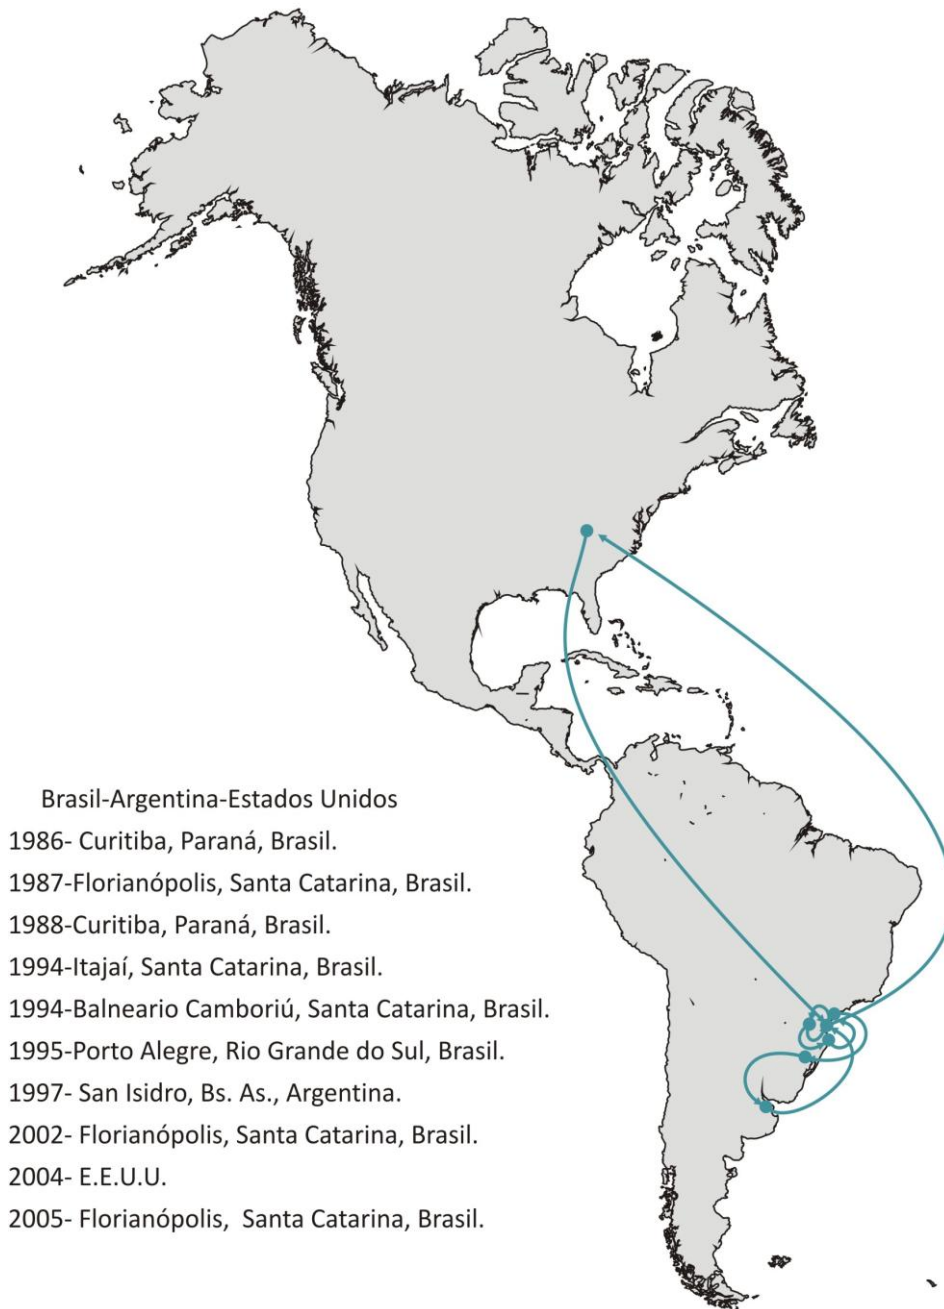 Brasil-Argentina-Estados Unidos
1986- Curitiba, Paraná, Brasil.
1987-Florianópolis, Santa Catarina, Brasil.
1988-Curitiba, Paraná, Brasil.
1994-Itajaí, Santa Catarina, Brasil.
1994-Balneario Camboriú, Santa Catarina, Brasil.
1995-Porto Alegre, Rio Grande do Sul, Brasil.
1997- San Isidro, Bs. As., Argentina.
2002- Florianópolis, Santa Catarina, Brasil.
2004- E.E.U.U.
2005- Florianópolis, Santa Catarina, Brasil.